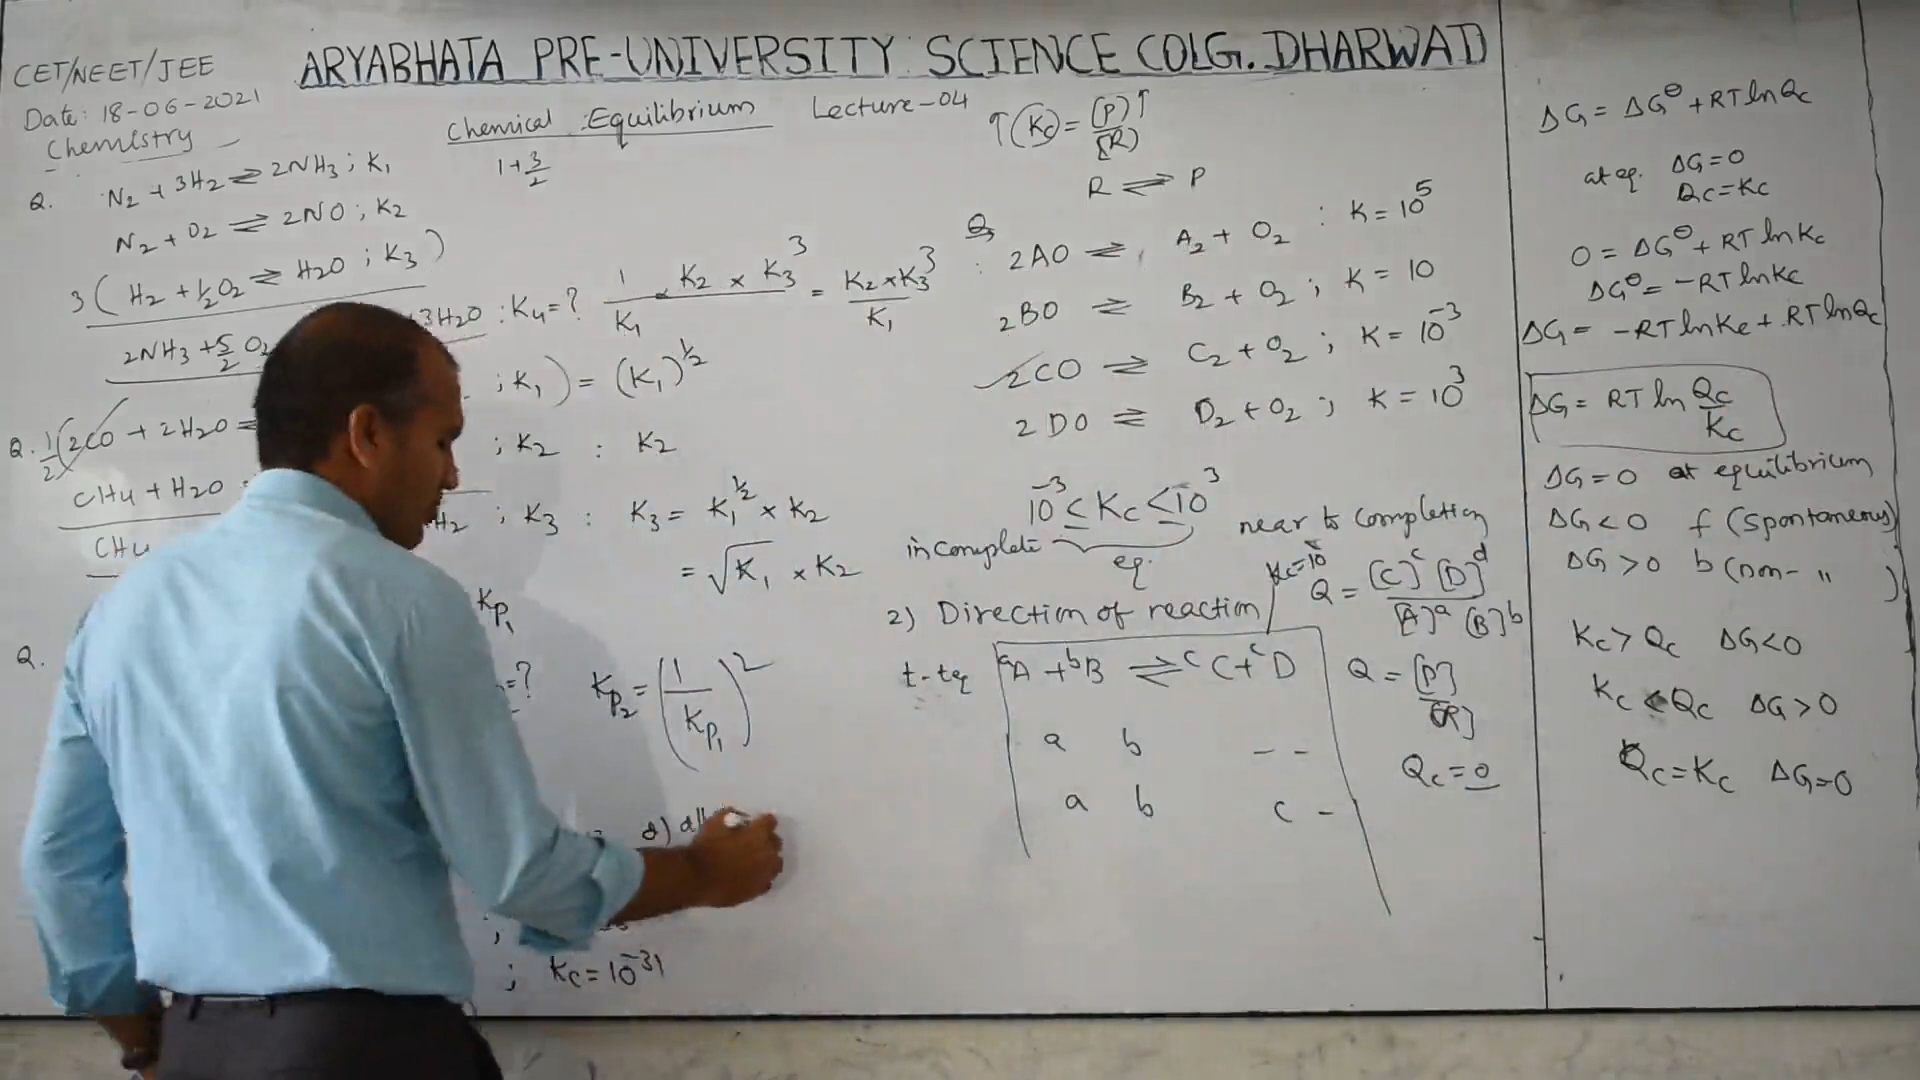 CET/NEET/JEE
ARYABHATA PRE-UNIVERSITY SCIENCE COLG. DHARWAD
Date: 18-06-2021
Chemistry
Chemical Equilibrium Lecture-04
1+3/2
Q. N2 + 3H2 ⇌ 2NH3 ; K1
N2 + O2 ⇌ 2NO ; K2
3 ( H2 + 1/2 O2 ⇌ H2O ; K3 )
2NH3 + 5/2 O2 +3H2O : K4=? 1/K1 × K2 × K3^3 = K2×K3^3/K1
Q. 1/2(2CO + 2H2O = ; K1) = (K1)^1/2
; K2 : K2
CH4 + H2O H2 ; K3 : K3 = K1^1/2 × K2
CH4
= √K1 × K2
Q. Kp1
=? Kp2 = (1/Kp1)^2
d) all
;
; Kc = 10^-31
↑(Kc) = [P]↑/[R]
R ⇌ P
Q 2AO ⇌ A2 + O2 : K = 10^5
2BO ⇌ B2 + O2 ; K = 10
2CO ⇌ C2 + O2 ; K = 10^-3
2DO ⇌ D2 + O2 ; K = 10^3
10^-3 ≤ Kc ≤ 10^3 near to completion
incomplete eq.
2) Direction of reaction Q = [C]^c [D]^d/[A]^a [B]^b
t-teq aA + bB ⇌ cC + cD Q = [P]/[R]
a b - -
Qc = 0
a b c -
ΔG = ΔG⊖ + RT ln Qc
at eq. ΔG = 0
Qc = Kc
0 = ΔG⊖ + RT ln Kc
ΔG⊖ = -RT ln Kc
ΔG = -RT ln Kc + RT ln Qc
ΔG = RT ln Qc/Kc
ΔG = 0 at equilibrium
ΔG < 0 f (Spontaneous)
ΔG > 0 b (non- " )
Kc > Qc ΔG < 0
Kc < Qc ΔG > 0
Qc = Kc ΔG = 0